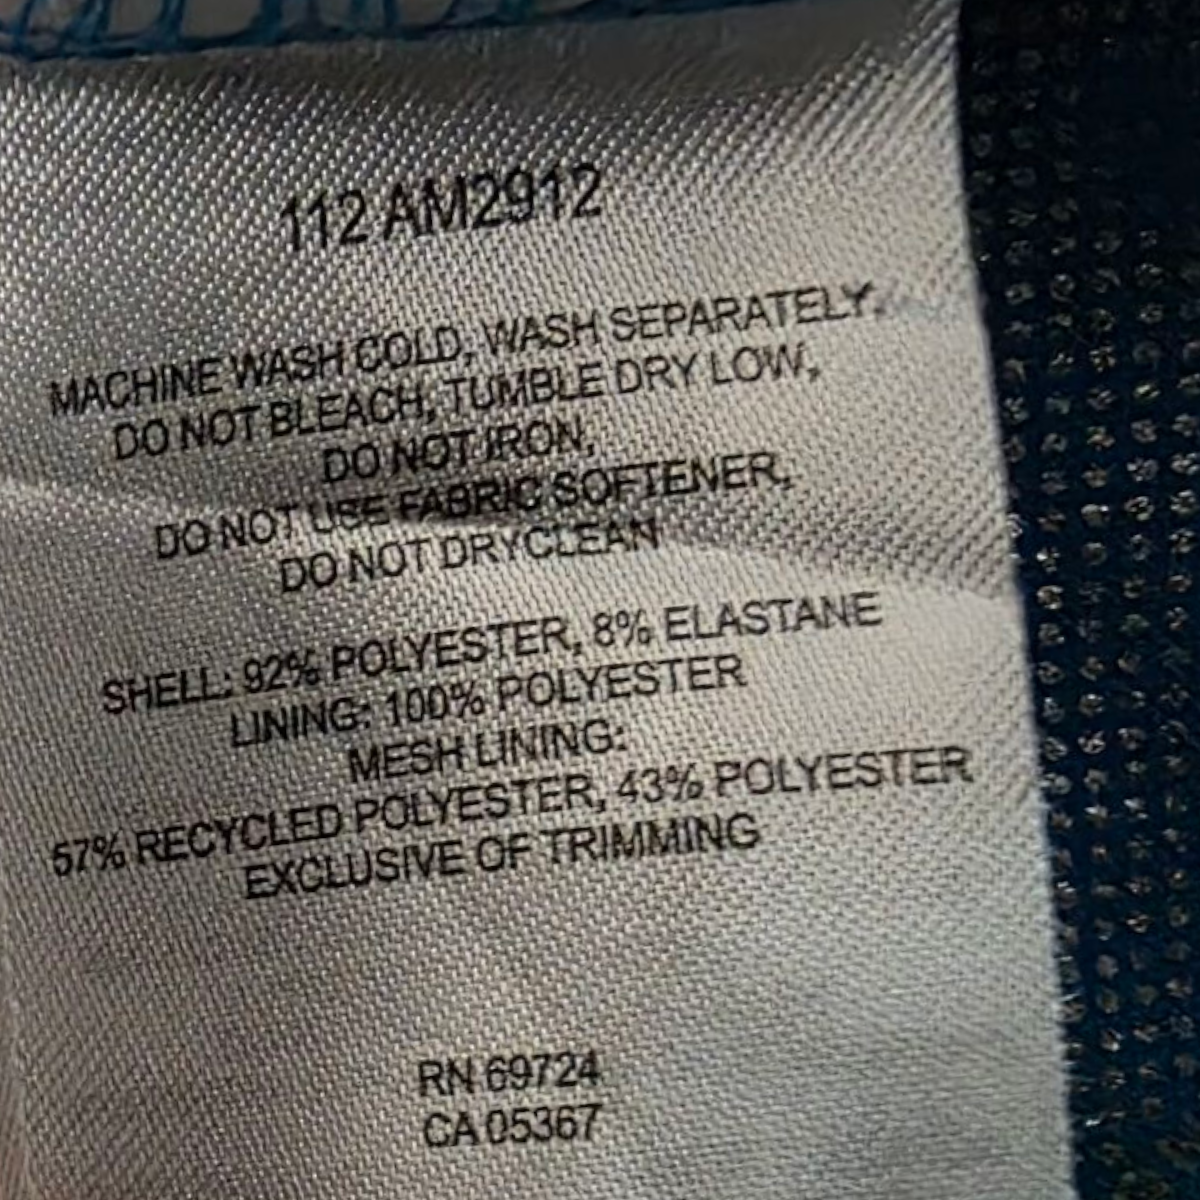 112 AM2912
MACHINE WASH COLD, WASH SEPARATELY,
DO NOT BLEACH, TUMBLE DRY LOW,
DO NOT IRON,
DO NOT USE FABRIC SOFTENER,
DO NOT DRYCLEAN
SHELL: 92% POLYESTER, 8% ELASTANE
LINING: 100% POLYESTER
MESH LINING:
57% RECYCLED POLYESTER, 43% POLYESTER
EXCLUSIVE OF TRIMMING
RN 69724
CA 05367